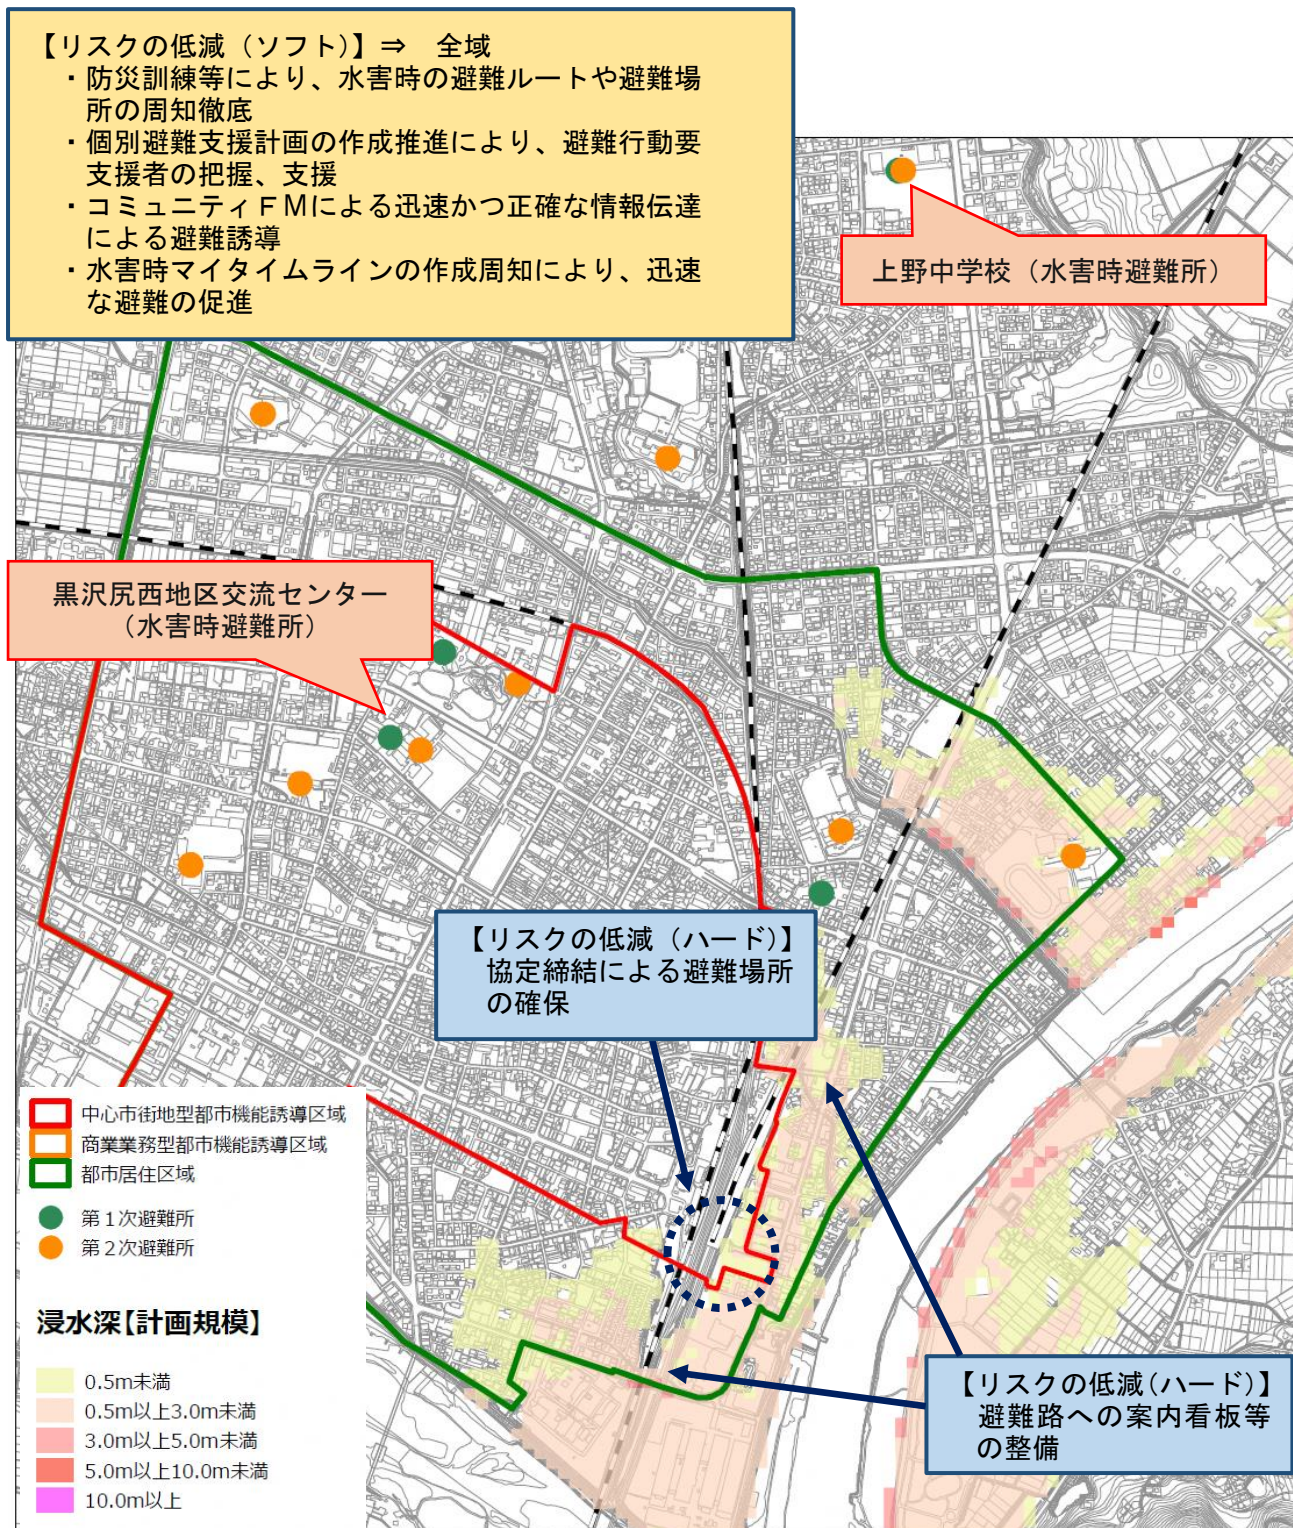 【リスクの低減（ソフト）】⇒　全域
・防災訓練等により、水害時の避難ルートや避難場
所の周知徹底
・個別避難支援計画の作成推進により、避難行動要
支援者の把握、支援
・コミュニティＦＭによる迅速かつ正確な情報伝達
による避難誘導
・水害時マイタイムラインの作成周知により、迅速
な避難の促進
上野中学校（水害時避難所）
黒沢尻西地区交流センター
（水害時避難所）
【リスクの低減（ハード）】
協定締結による避難場所
の確保
中心市街地型都市機能誘導区域
商業業務型都市機能誘導区域
都市居住区域
第１次避難所
第２次避難所
浸水深【計画規模】
0.5m未満
0.5m以上3.0m未満
3.0m以上5.0m未満
5.0m以上10.0m未満
10.0m以上
【リスクの低減（ハード）】
避難路への案内看板等
の整備